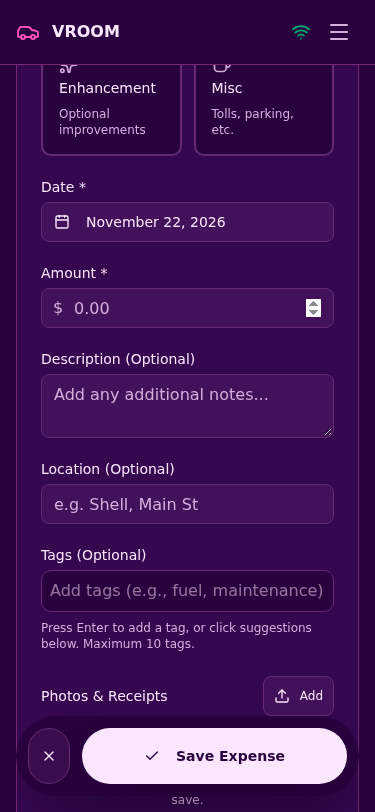 VROOM
Enhancement
Optional
improvements
Misc
Tolls, parking,
etc.
Date *
November 22, 2026
Amount *
$ 0.00
Description (Optional)
Add any additional notes...
Location (Optional)
e.g. Shell, Main St
Tags (Optional)
Add tags (e.g., fuel, maintenance)
Press Enter to add a tag, or click suggestions
below. Maximum 10 tags.
Photos & Receipts
Add
Save Expense
save.